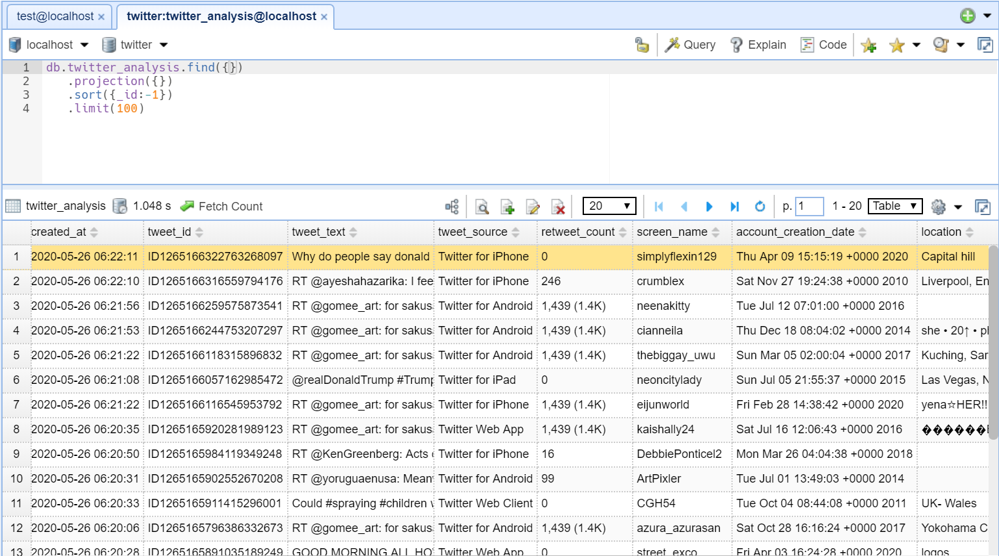 test@localhost × twitter:twitter_analysis@localhost ×
localhost twitter Query Explain Code
1 db.twitter_analysis.find({})
2 .projection({})
3 .sort({_id:-1})
4 .limit(100)
twitter_analysis 1.048 s Fetch Count 20 p. 1 1 - 20 Table
created_at tweet_id tweet_text tweet_source retweet_count screen_name account_creation_date location
1 2020-05-26 06:22:11 ID1265166322763268097 Why do people say donald Twitter for iPhone 0 simplyflexin129 Thu Apr 09 15:15:19 +0000 2020 Capital hill
2 2020-05-26 06:22:10 ID1265166316559794176 RT @ayeshahazarika: I fee Twitter for iPhone 246 crumblex Sat Nov 27 19:24:38 +0000 2010 Liverpool, En
3 2020-05-26 06:21:56 ID1265166259575873541 RT @gomee_art: for sakus Twitter for Android 1,439 (1.4K) neenakitty Tue Jul 12 07:01:00 +0000 2016
4 2020-05-26 06:21:53 ID1265166244753207297 RT @gomee_art: for sakus Twitter for Android 1,439 (1.4K) cianneila Thu Dec 18 08:04:02 +0000 2014 she • 20↑ • pl
5 2020-05-26 06:21:22 ID1265166118315896832 RT @gomee_art: for sakus Twitter for Android 1,439 (1.4K) thebiggay_uwu Sun Mar 05 02:00:04 +0000 2017 Kuching, Sar
6 2020-05-26 06:21:08 ID1265166057162985472 @realDonaldTrump #Trump Twitter for iPad 0 neoncitylady Sun Jul 05 21:55:37 +0000 2015 Las Vegas, N
7 2020-05-26 06:21:22 ID1265166116545953792 RT @gomee_art: for sakus Twitter for iPhone 1,439 (1.4K) eijunworld Fri Feb 28 14:38:42 +0000 2020 yena☆HER!!
8 2020-05-26 06:20:35 ID1265165920281989123 RT @gomee_art: for sakus Twitter Web App 1,439 (1.4K) kaishally24 Sat Jul 16 12:06:43 +0000 2016 ������
9 2020-05-26 06:20:50 ID1265165984119349248 RT @KenGreenberg: Acts Twitter for iPhone 16 DebbiePonticel2 Mon Mar 26 04:04:38 +0000 2018
10 2020-05-26 06:20:31 ID1265165902552670208 RT @yoruguaenusa: Mean Twitter for Android 99 ArtPixler Tue Jul 01 13:49:03 +0000 2014
11 2020-05-26 06:20:33 ID1265165911415296001 Could #spraying #children Twitter Web Client 0 CGH54 Tue Oct 04 08:44:08 +0000 2011 UK- Wales
12 2020-05-26 06:20:06 ID1265165796386332673 RT @gomee_art: for sakus Twitter for Android 1,439 (1.4K) azura_azurasan Sat Oct 28 16:16:24 +0000 2017 Yokohama C
13 2020-05-26 06:20:28 ID1265165891035189249 GOOD MORNING ALL HO Twitter Web App 0 street_exco Fri Apr 03 16:24:28 +0000 2020 logos